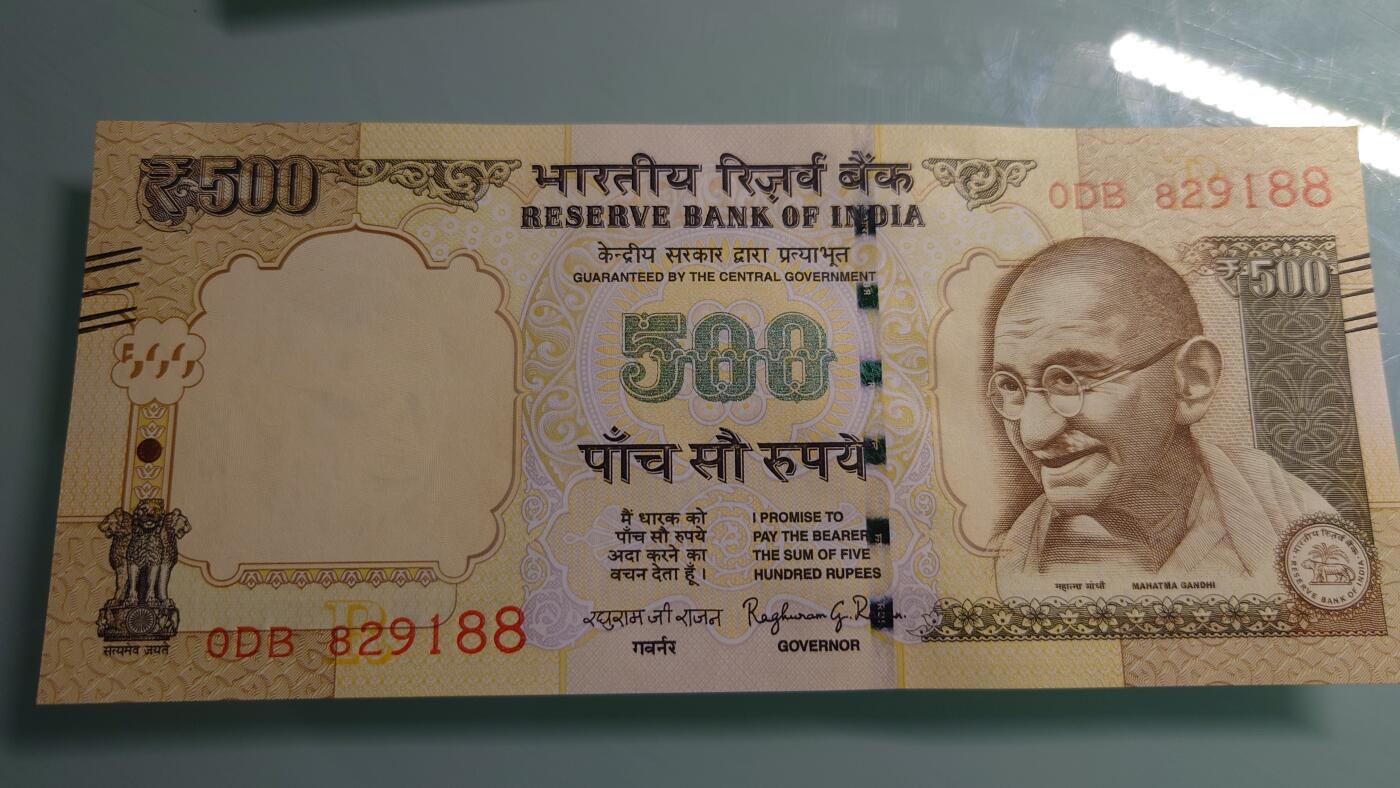 ₹500
भारतीय रिज़र्व बैंक
RESERVE BANK OF INDIA
0DB 829188
केन्द्रीय सरकार द्वारा प्रत्याभूत
GUARANTEED BY THE CENTRAL GOVERNMENT
₹500
500
पाँच सौ रुपये
मैं धारक को
पाँच सौ रुपये
अदा करने का
वचन देता हूँ।
I PROMISE TO
PAY THE BEARER
THE SUM OF FIVE
HUNDRED RUPEES
महात्मा गांधी MAHATMA GANDHI
भारतीय रिज़र्व बैंक
RESERVE BANK OF INDIA
0DB 829188
रघुराम जी राजन
Raghuram G.
गवर्नर
GOVERNOR
सत्यमेव जयते